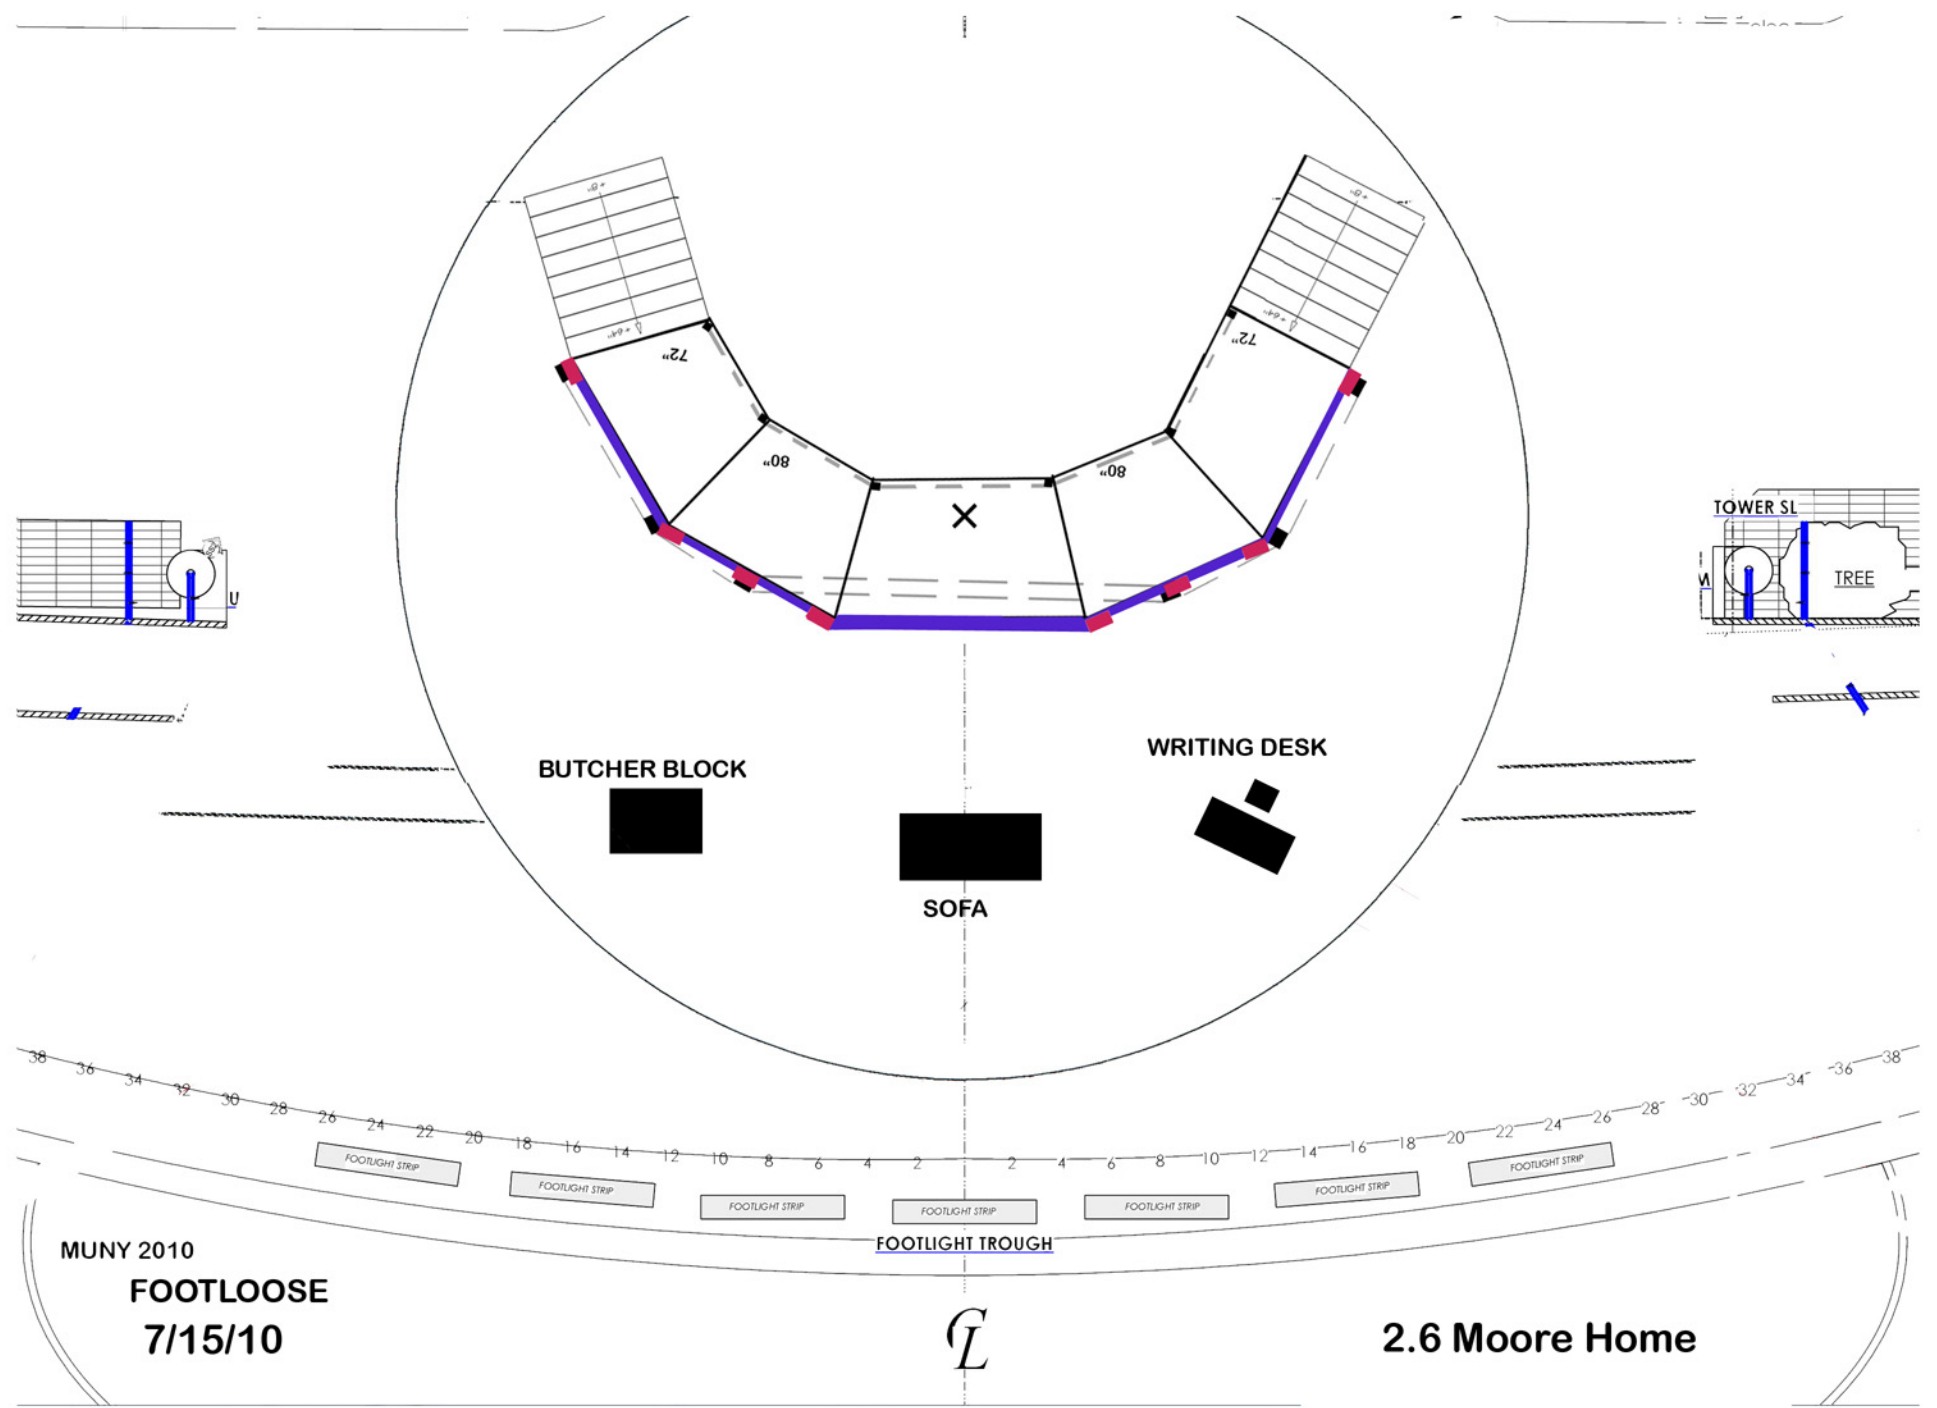 +8"
+8"
+64"
+64"
72"
72"
80"
80"
TOWER SL
U
M
TREE
WRITING DESK
BUTCHER BLOCK
SOFA
38 36 34 32 30 28 26 24 22 20 18 16 14 12 10 8 6 4 2 2 4 6 8 10 12 14 16 18 20 22 24 26 28 30 32 34 36 38
FOOTLIGHT STRIP
FOOTLIGHT STRIP
FOOTLIGHT STRIP
FOOTLIGHT STRIP
FOOTLIGHT STRIP
FOOTLIGHT STRIP
FOOTLIGHT STRIP
FOOTLIGHT TROUGH
MUNY 2010
FOOTLOOSE
7/15/10
CL
2.6 Moore Home